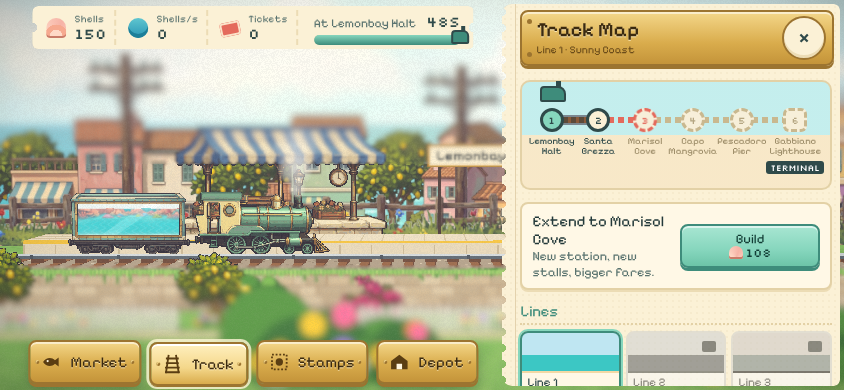 Shells
150
Shells/s
0
Tickets
0
At Lemonbay Halt 48s
Track Map
Line 1 · Sunny Coast
×
1 2 3 4 5 6
Lemonbay Halt
Santa Grezza
Marisol Cove
Capo Mangrovia
Pescadoro Pier
Gabbiano Lighthouse
TERMINAL
Lemonbay
Extend to Marisol
Cove
New station, new
stalls, bigger fares.
Build
108
Lines
Line 1
Line 2
Line 3
Market
Track
Stamps
Depot